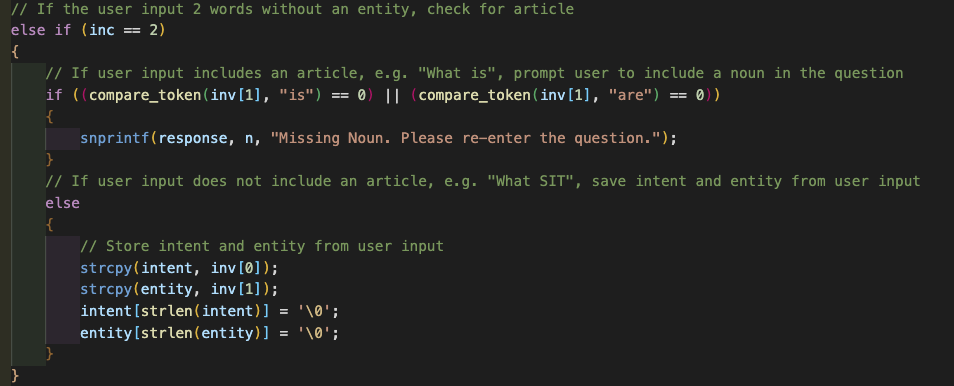 // If the user input 2 words without an entity, check for article
else if (inc == 2)
{
// If user input includes an article, e.g. "What is", prompt user to include a noun in the question
if ((compare_token(inv[1], "is") == 0) || (compare_token(inv[1], "are") == 0))
{
snprintf(response, n, "Missing Noun. Please re-enter the question.");
}
// If user input does not include an article, e.g. "What SIT", save intent and entity from user input
else
{
// Store intent and entity from user input
strcpy(intent, inv[0]);
strcpy(entity, inv[1]);
intent[strlen(intent)] = '\0';
entity[strlen(entity)] = '\0';
}
}